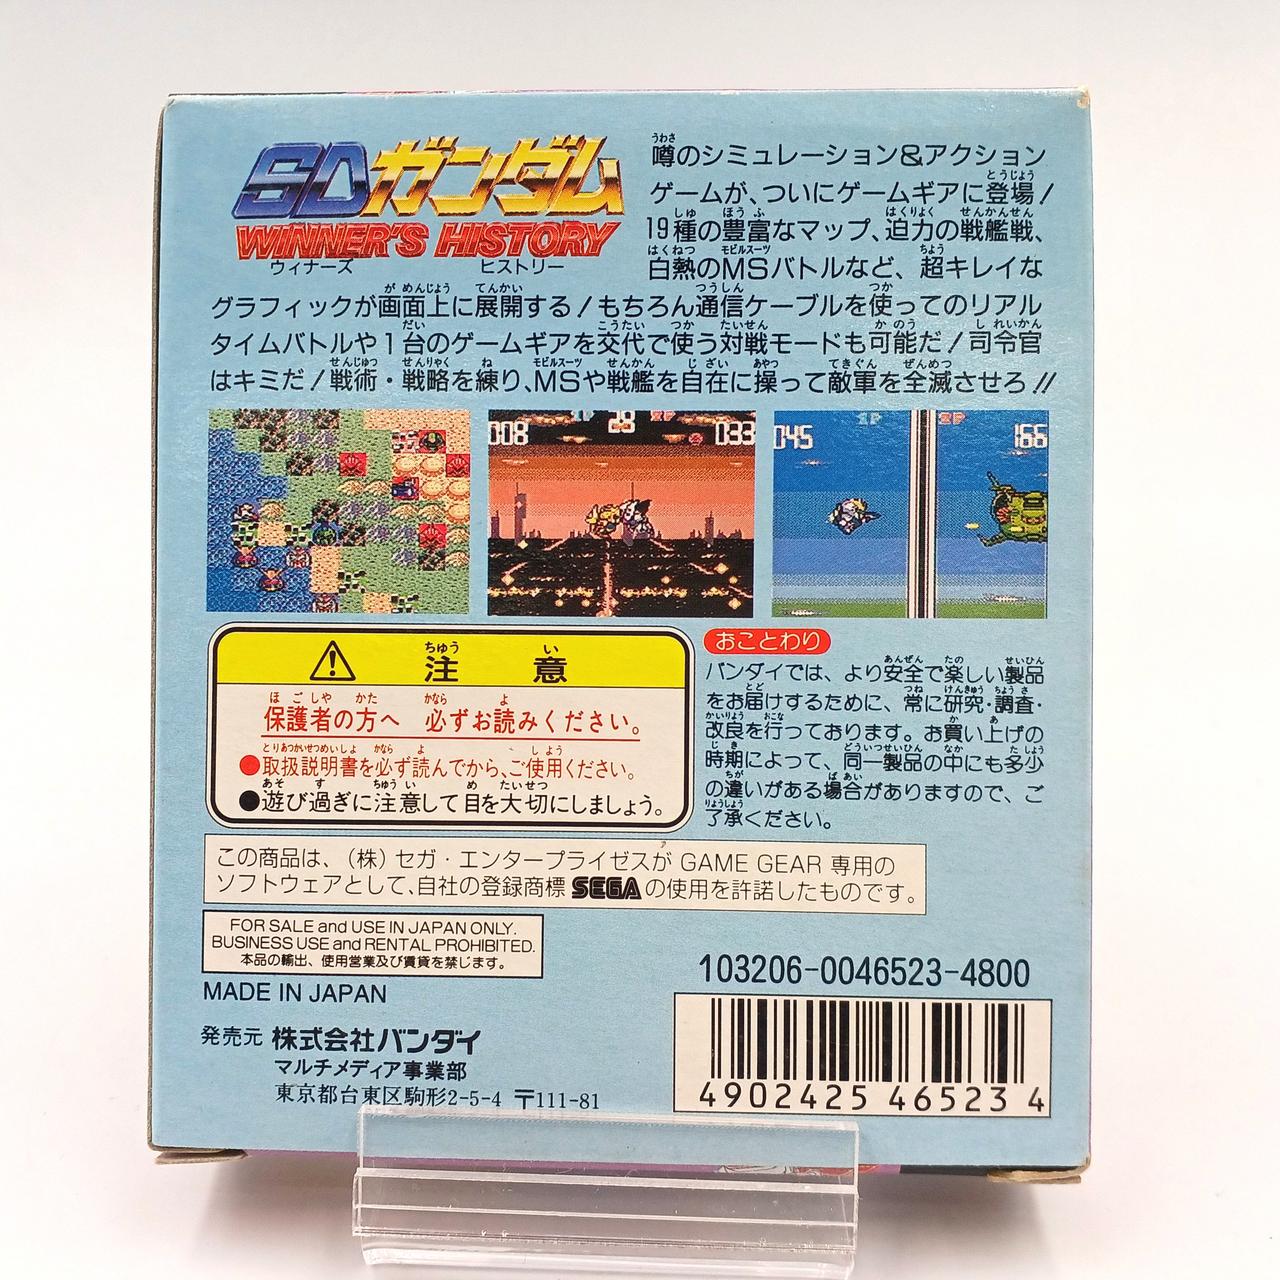 SDガンダム
WINNER'S HISTORY
ウィナーズ ヒストリー
噂のシミュレーション&アクション
ゲームが、ついにゲームギアに登場!
19種の豊富なマップ、迫力の戦艦戦、
白熱のMSバトルなど、超キレイな
グラフィックが画面上に展開する!もちろん通信ケーブルを使ってのリアル
タイムバトルや1台のゲームギアを交代で使う対戦モードも可能だ!司令官
はキミだ!戦術・戦略を練り、MSや戦艦を自在に操って敵軍を全滅させろ!!
008 28 033
1P 2P
045 166
注意
保護者の方へ 必ずお読みください。
●取扱説明書を必ず読んでから、ご使用ください。
●遊び過ぎに注意して目を大切にしましょう。
おことわり
バンダイでは、より安全で楽しい製品
をお届けするために、常に研究・調査・
改良を行っております。お買い上げの
時期によって、同一製品の中にも多少
の違いがある場合がありますので、ご
了承ください。
この商品は、(株)セガ・エンタープライゼスが GAME GEAR 専用の
ソフトウェアとして、自社の登録商標 SEGA の使用を許諾したものです。
FOR SALE and USE IN JAPAN ONLY.
BUSINESS USE and RENTAL PROHIBITED.
本品の輸出、使用営業及び賃貸を禁じます。
MADE IN JAPAN
103206-0046523-4800
発売元 株式会社バンダイ
マルチメディア事業部
東京都台東区駒形2-5-4 〒111-81
4902425465234